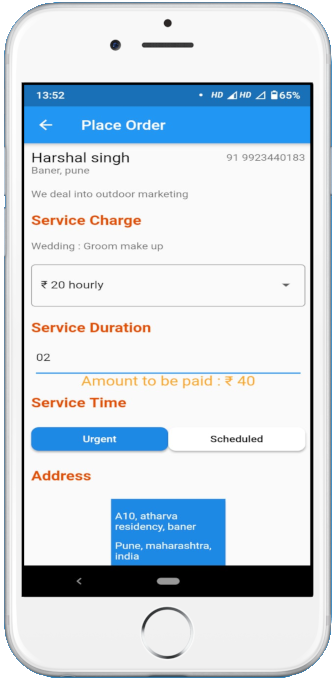 13:52 • HD HD 65%
← Place Order
Harshal singh 91 9923440183
Baner, pune
We deal into outdoor marketing
Service Charge
Wedding : Groom make up
₹ 20 hourly
Service Duration
02
Amount to be paid : ₹ 40
Service Time
Urgent Scheduled
Address
A10, atharva
residency, baner
Pune, maharashtra,
india